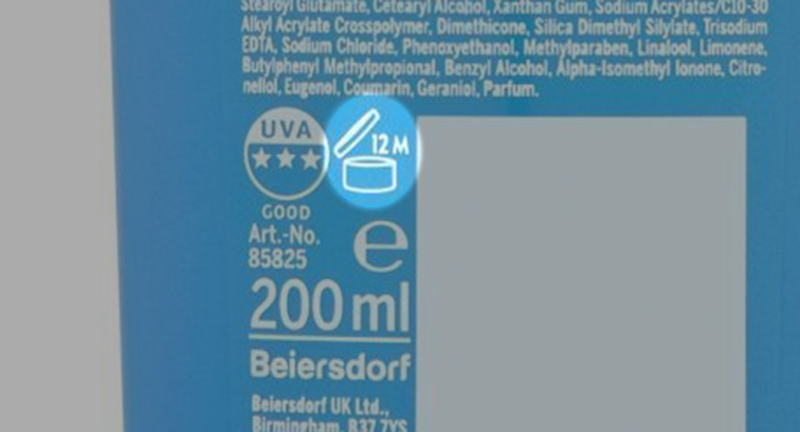 Stearoyl Glutamate, Cetearyl Alcohol, Xanthan Gum, Sodium Acrylates/C10-30
Alkyl Acrylate Crosspolymer, Dimethicone, Silica Dimethyl Silylate, Trisodium
EDTA, Sodium Chloride, Phenoxyethanol, Methylparaben, Linalool, Limonene,
Butylphenyl Methylpropional, Benzyl Alcohol, Alpha-Isomethyl Ionone, Citro-
nellol, Eugenol, Coumarin, Geraniol, Parfum.
UVA
GOOD
12 M
Art.-No.
85825
e
200 ml
Beiersdorf
Beiersdorf UK Ltd.,
Birmingham, B37 7YS